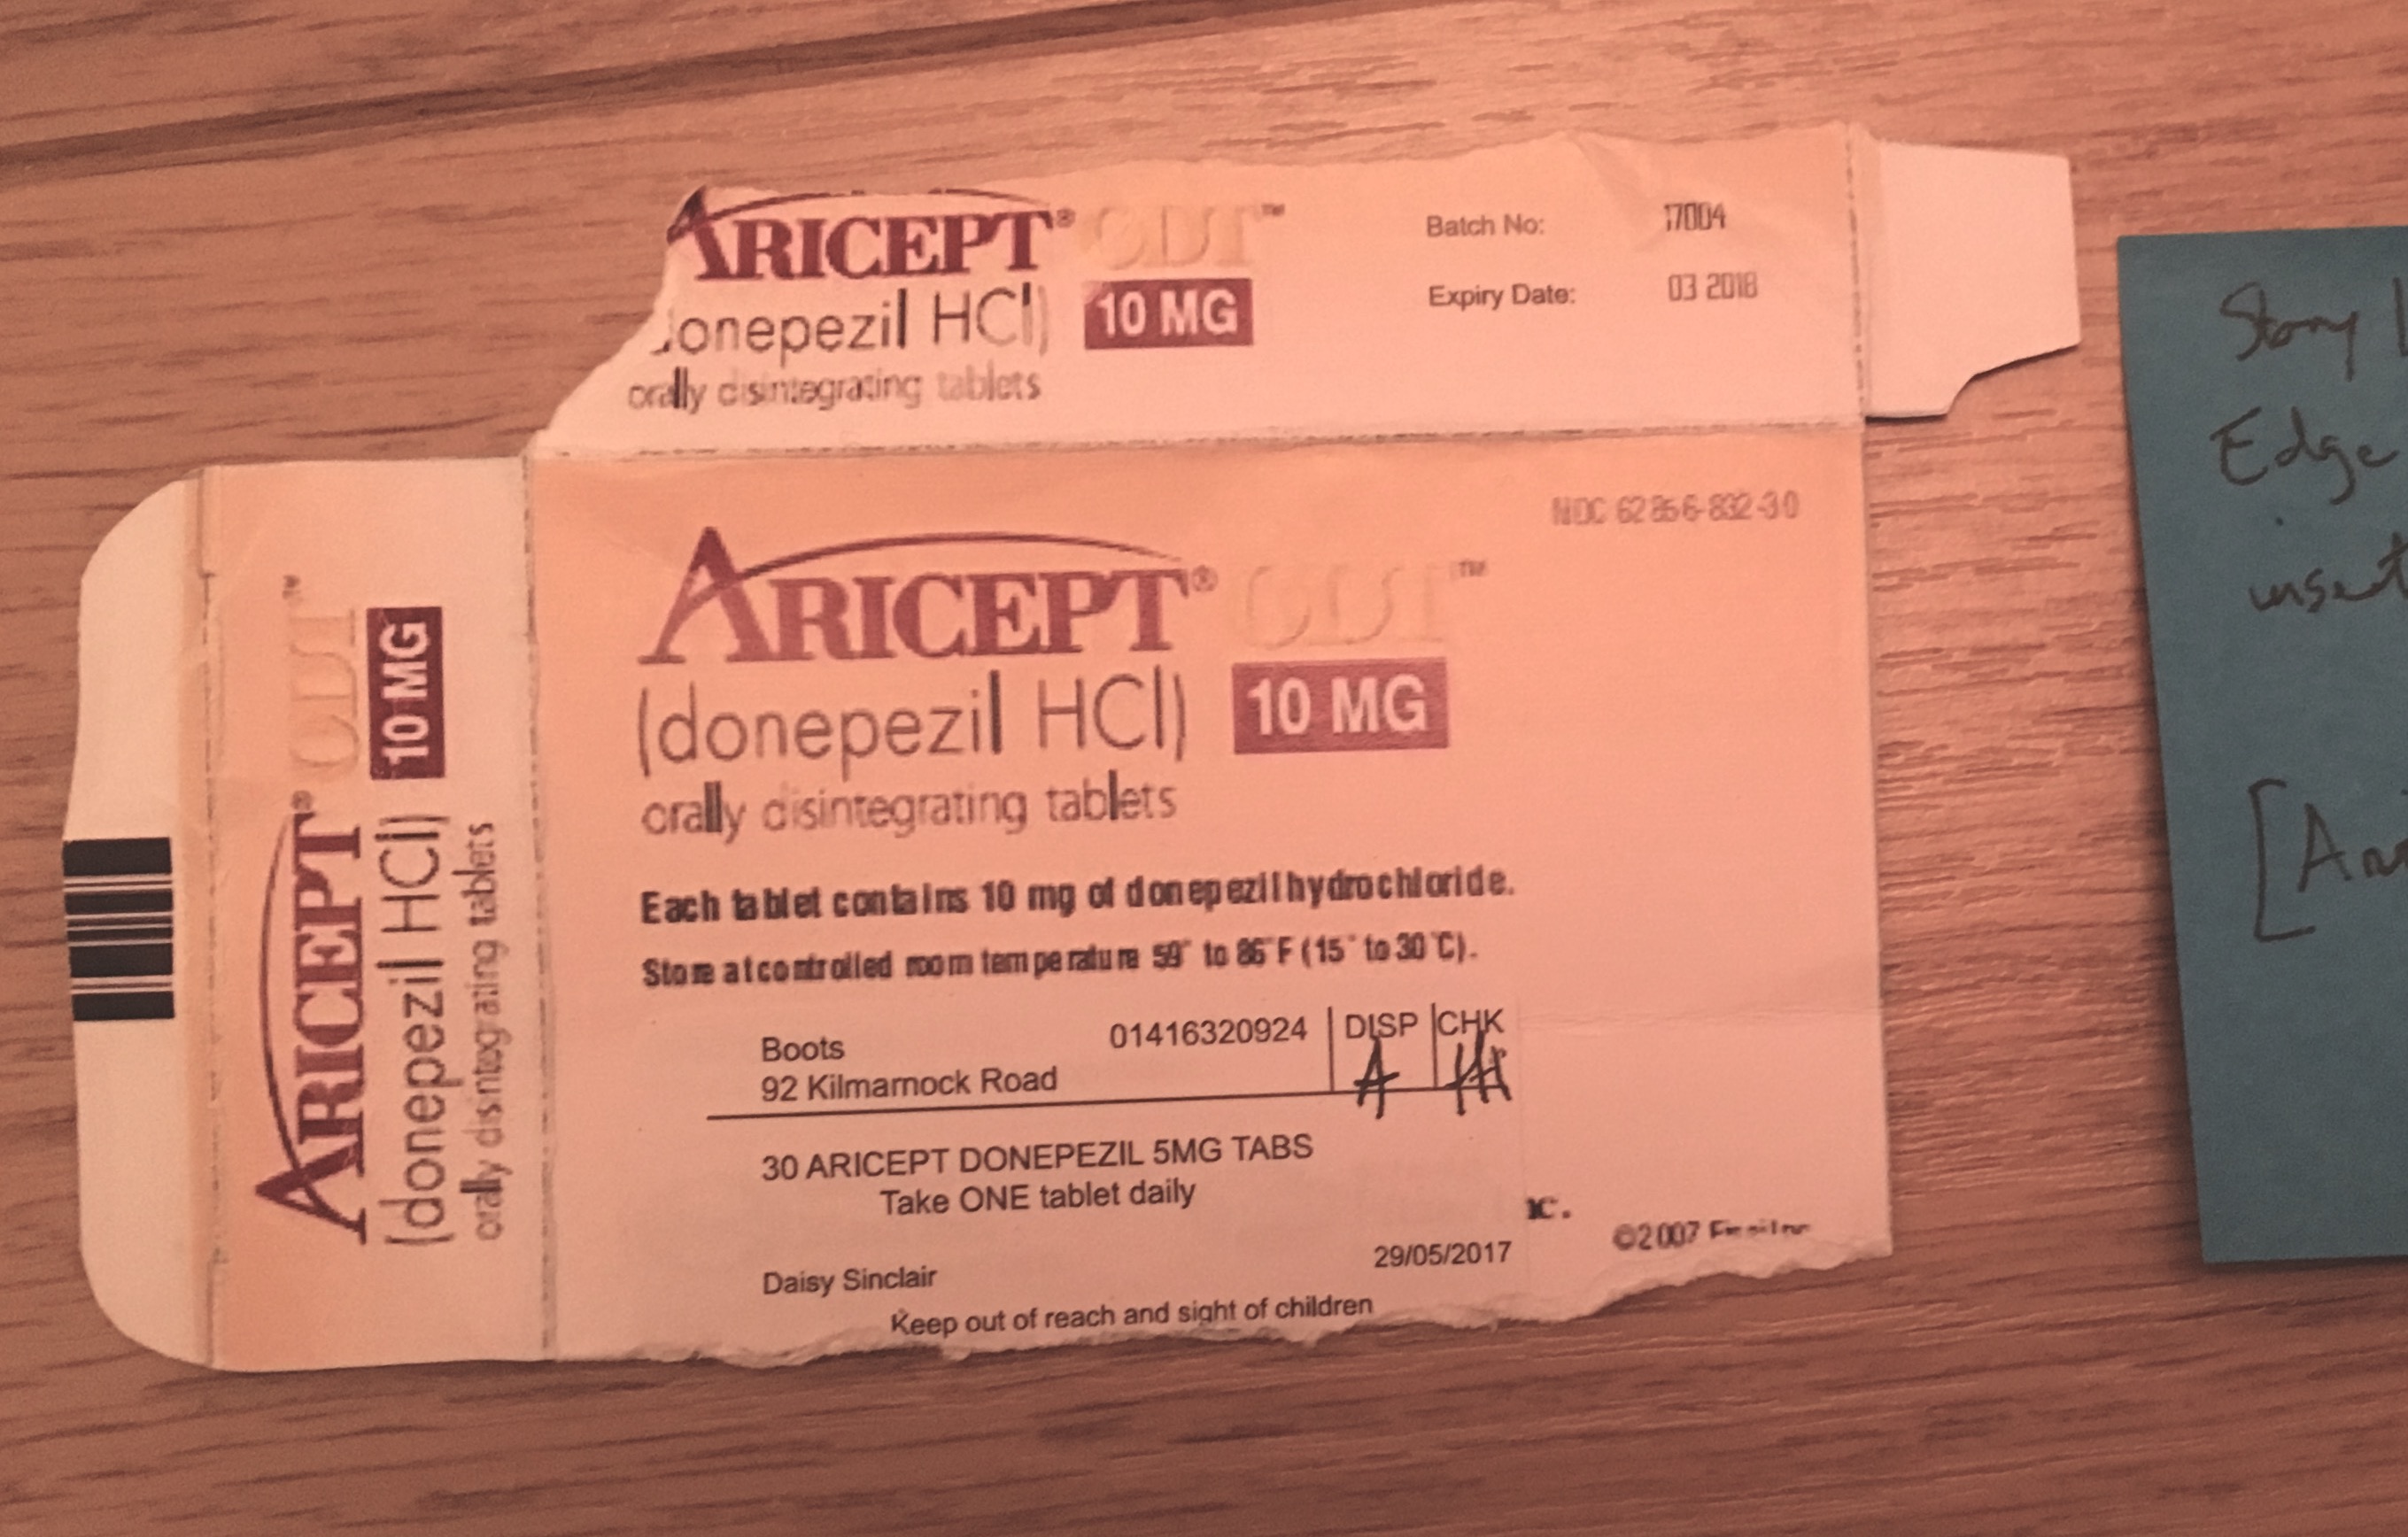 ARICEPT® ODT™
onepezil HCl) 10 MG
orally disintegrating tablets
Batch No: 17004
Expiry Date: 03 2018
NDC 62856-832-30
ARICEPT® ODT™
(donepezil HCl) 10 MG
orally disintegrating tablets
Each tablet contains 10 mg of donepezil hydrochloride.
Store at controlled room temperature 59° to 86°F (15° to 30°C).
Boots 01416320924 DISP CHK
92 Kilmarnock Road
30 ARICEPT DONEPEZIL 5MG TABS
Take ONE tablet daily
29/05/2017
Daisy Sinclair
Keep out of reach and sight of children
©2007
ARICEPT® ODT™
(donepezil HCl) 10 MG
orally disintegrating tablets
Story
Edge
insert